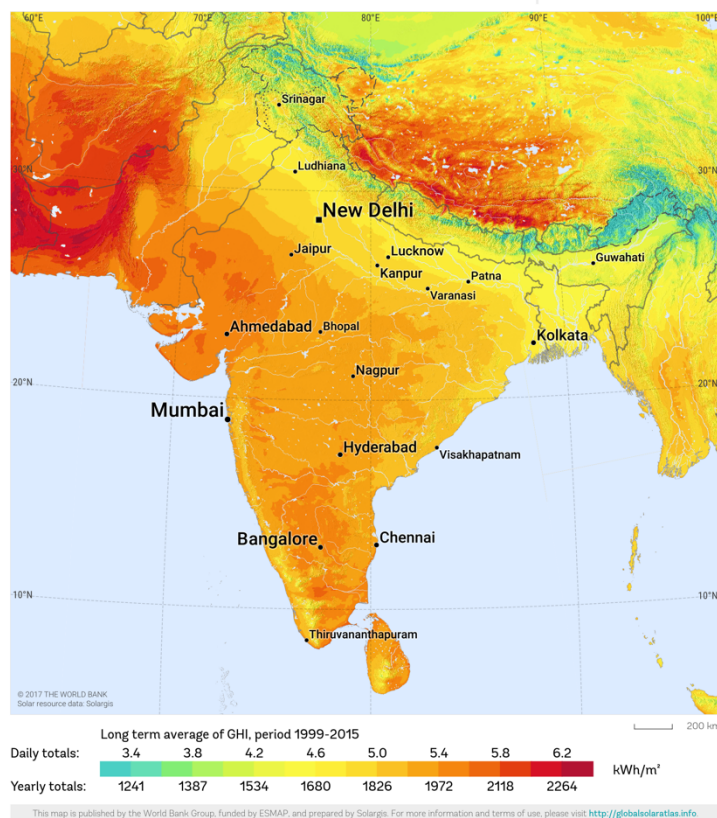 60°E 70°E 80°E 90°E 100°E
Srinagar
30°N
Ludhiana
30°N
New Delhi
Jaipur
Lucknow
Kanpur
Guwahati
Patna
Varanasi
Ahmedabad
Bhopal
Kolkata
20°N
Nagpur
20°N
Mumbai
Hyderabad
Visakhapatnam
Bangalore
Chennai
10°N
10°N
Thiruvananthapuram
© 2017 THE WORLD BANK
Solar resource data: Solargis
200 km
Long term average of GHI, period 1999-2015
Daily totals: 3.4 3.8 4.2 4.6 5.0 5.4 5.8 6.2
kWh/m²
Yearly totals: 1241 1387 1534 1680 1826 1972 2118 2264
This map is published by the World Bank Group, funded by ESMAP, and prepared by Solargis. For more information and terms of use, please visit http://globalsolaratlas.info.